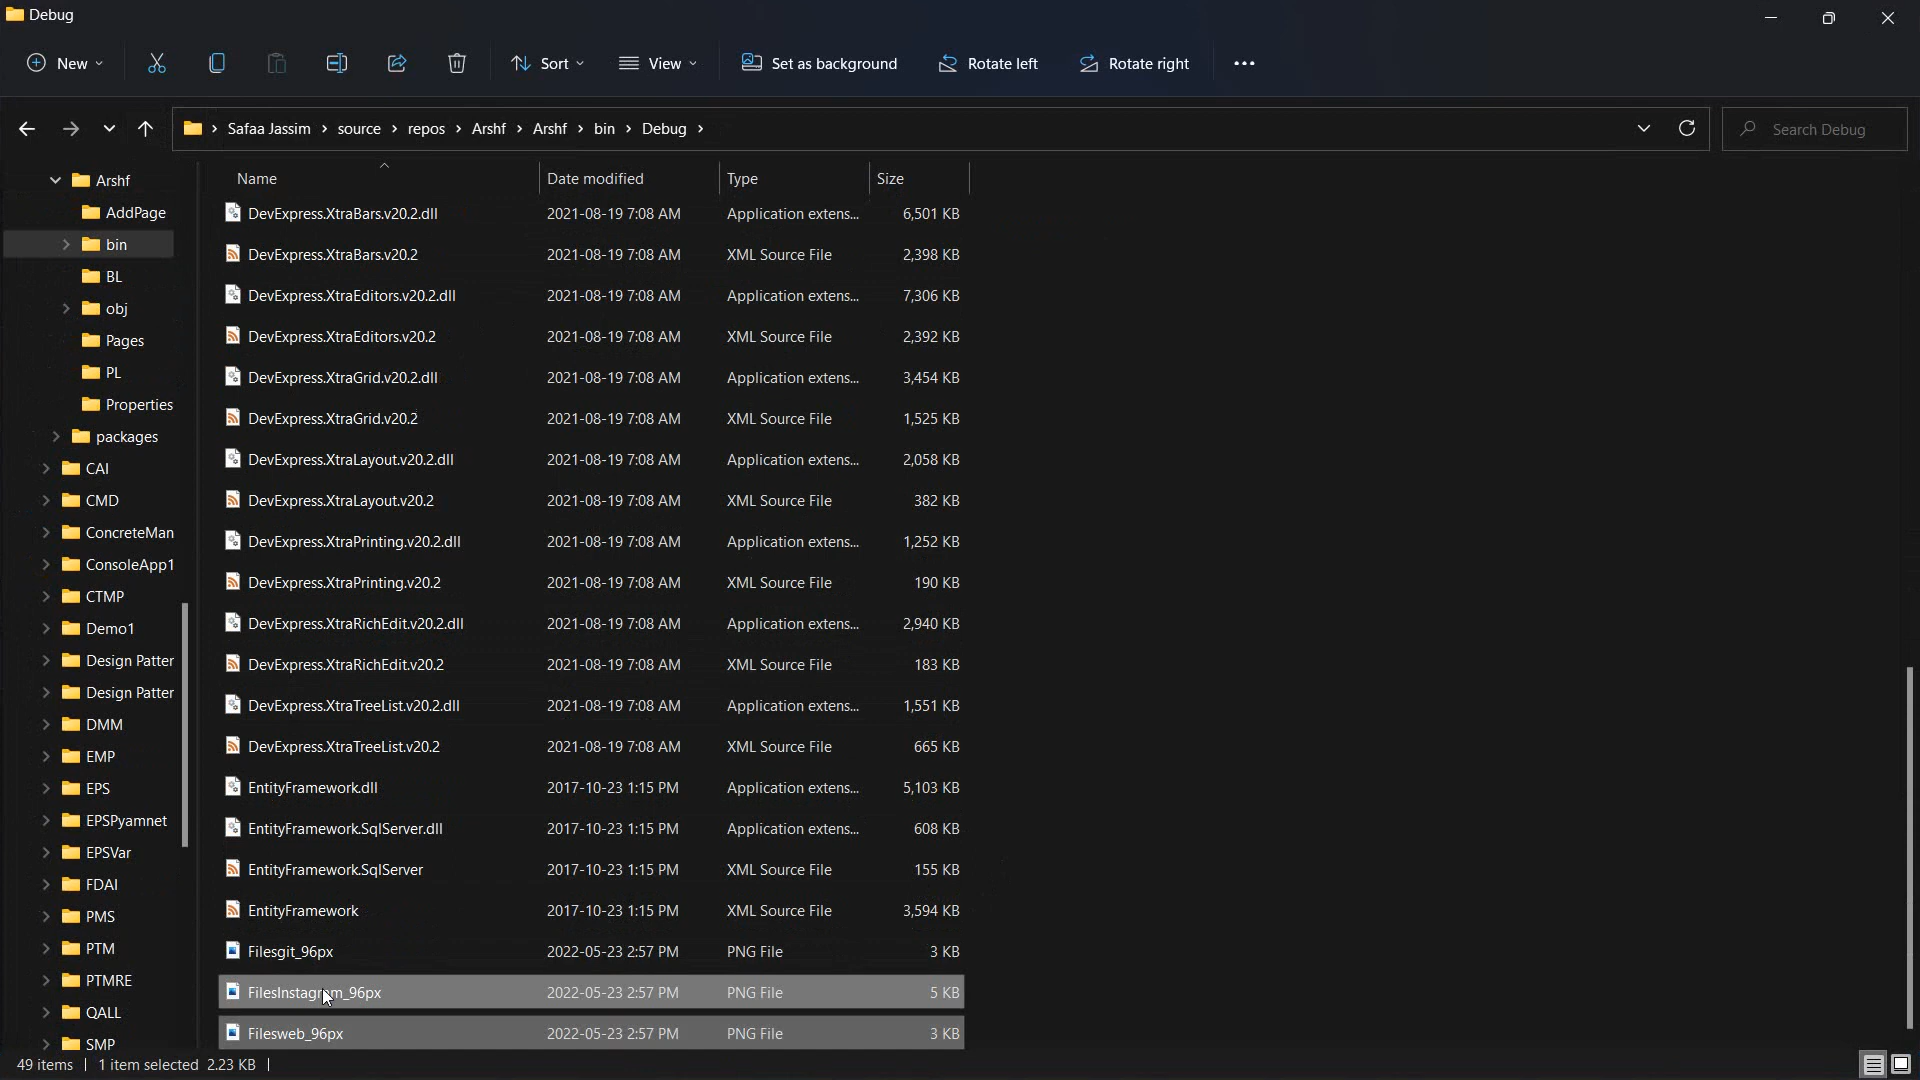 Debug
New
Sort
View
Set as background
Rotate left
Rotate right
Safaa Jassim > source > repos > Arshf > Arshf > bin > Debug >
Search Debug
Arshf
AddPage
bin
BL
obj
Pages
PL
Properties
packages
CAI
CMD
ConcreteMan
ConsoleApp1
CTMP
Demo1
Design Patter
Design Patter
DMM
EMP
EPS
EPSPyamnet
EPSVar
FDAI
PMS
PTM
PTMRE
QALL
SMP
Name Date modified Type Size
DevExpress.XtraBars.v20.2.dll 2021-08-19 7:08 AM Application extens... 6,501 KB
DevExpress.XtraBars.v20.2 2021-08-19 7:08 AM XML Source File 2,398 KB
DevExpress.XtraEditors.v20.2.dll 2021-08-19 7:08 AM Application extens... 7,306 KB
DevExpress.XtraEditors.v20.2 2021-08-19 7:08 AM XML Source File 2,392 KB
DevExpress.XtraGrid.v20.2.dll 2021-08-19 7:08 AM Application extens... 3,454 KB
DevExpress.XtraGrid.v20.2 2021-08-19 7:08 AM XML Source File 1,525 KB
DevExpress.XtraLayout.v20.2.dll 2021-08-19 7:08 AM Application extens... 2,058 KB
DevExpress.XtraLayout.v20.2 2021-08-19 7:08 AM XML Source File 382 KB
DevExpress.XtraPrinting.v20.2.dll 2021-08-19 7:08 AM Application extens... 1,252 KB
DevExpress.XtraPrinting.v20.2 2021-08-19 7:08 AM XML Source File 190 KB
DevExpress.XtraRichEdit.v20.2.dll 2021-08-19 7:08 AM Application extens... 2,940 KB
DevExpress.XtraRichEdit.v20.2 2021-08-19 7:08 AM XML Source File 183 KB
DevExpress.XtraTreeList.v20.2.dll 2021-08-19 7:08 AM Application extens... 1,551 KB
DevExpress.XtraTreeList.v20.2 2021-08-19 7:08 AM XML Source File 665 KB
EntityFramework.dll 2017-10-23 1:15 PM Application extens... 5,103 KB
EntityFramework.SqlServer.dll 2017-10-23 1:15 PM Application extens... 608 KB
EntityFramework.SqlServer 2017-10-23 1:15 PM XML Source File 155 KB
EntityFramework 2017-10-23 1:15 PM XML Source File 3,594 KB
Filesgit_96px 2022-05-23 2:57 PM PNG File 3 KB
FilesInstagram_96px 2022-05-23 2:57 PM PNG File 5 KB
Filesweb_96px 2022-05-23 2:57 PM PNG File 3 KB
49 items 1 item selected 2.23 KB